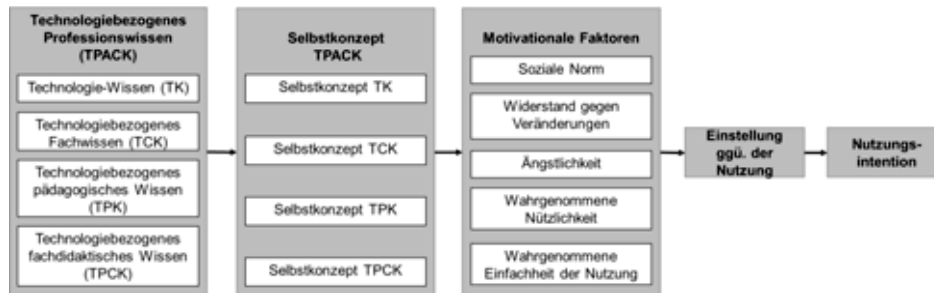 Technologiebezogenes
Professionswissen
(TPACK)
Technologie-Wissen (TK)
Technologiebezogenes
Fachwissen (TCK)
Technologiebezogenes
pädagogisches Wissen
(TPK)
Technologiebezogenes
fachdidaktisches Wissen
(TPCK)
Selbstkonzept
TPACK
Selbstkonzept TK
Selbstkonzept TCK
Selbstkonzept TPK
Selbstkonzept TPCK
Motivationale Faktoren
Soziale Norm
Widerstand gegen
Veränderungen
Ängstlichkeit
Wahrgenommene
Nützlichkeit
Wahrgenommene
Einfachheit der Nutzung
Einstellung
ggü. der
Nutzung
Nutzungs-
intention